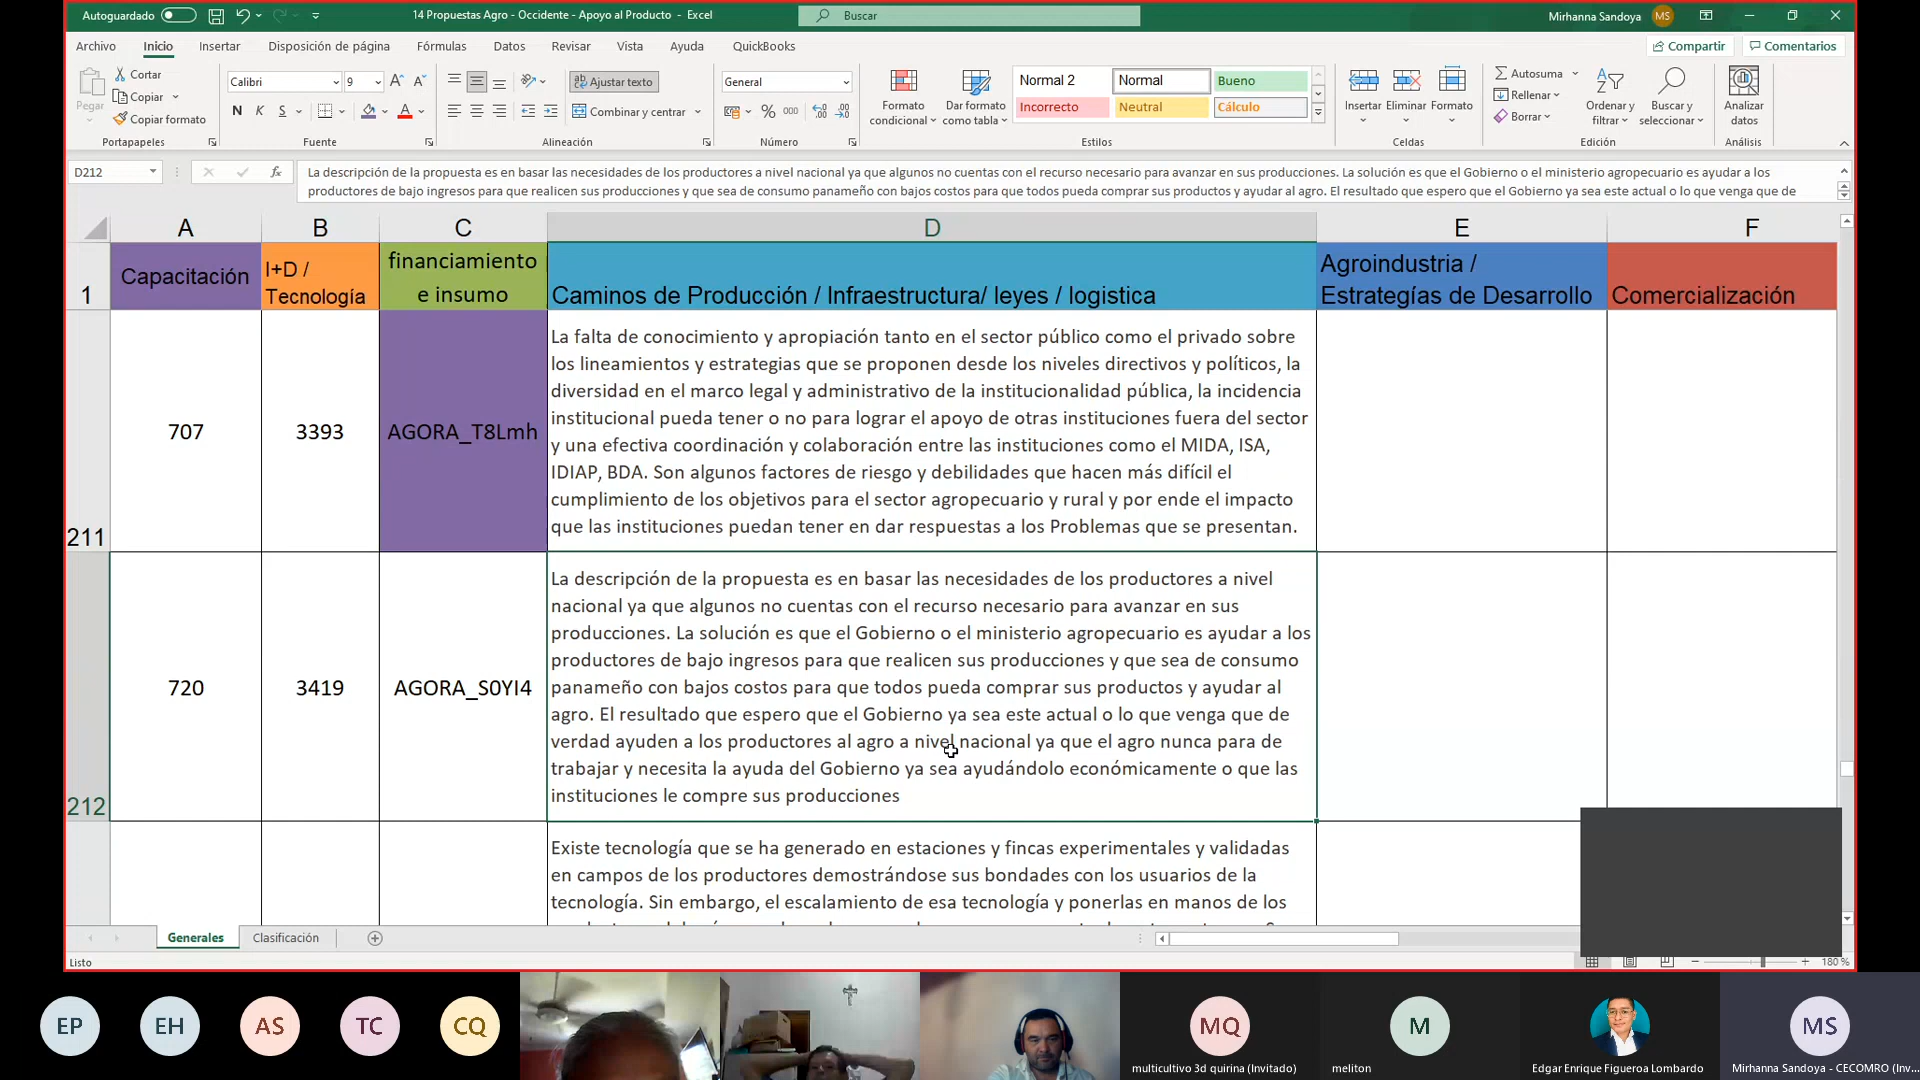 Autoguardado
14 Propuestas Agro - Occidente - Apoyo al Producto - Excel
Buscar
Mirhanna Sandoya
MS
Archivo Inicio Insertar Disposición de página Fórmulas Datos Revisar Vista Ayuda QuickBooks
Compartir
Comentarios
Pegar
Cortar
Copiar
Copiar formato
Portapapeles
Calibri
9
N K S
Fuente
Ajustar texto
Combinar y centrar
Alineación
General
% 000
Número
Formato condicional
Dar formato como tabla
Normal 2
Normal
Bueno
Incorrecto
Neutral
Cálculo
Estilos
Insertar
Eliminar
Formato
Celdas
Autosuma
Rellenar
Borrar
Ordenar y filtrar
Buscar y seleccionar
Edición
Analizar datos
Análisis
D212
fx
La descripción de la propuesta es en basar las necesidades de los productores a nivel nacional ya que algunos no cuentas con el recurso necesario para avanzar en sus producciones. La solución es que el Gobierno o el ministerio agropecuario es ayudar a los
productores de bajo ingresos para que realicen sus producciones y que sea de consumo panameño con bajos costos para que todos pueda comprar sus productos y ayudar al agro. El resultado que espero que el Gobierno ya sea este actual o lo que venga que de
A B C D E F
1
Capacitación
I+D /
Tecnología
financiamiento
e insumo
Caminos de Producción / Infraestructura/ leyes / logistica
Agroindustria /
Estrategías de Desarrollo
Comercialización
211
707
3393
AGORA_T8Lmh
La falta de conocimiento y apropiación tanto en el sector público como el privado sobre
los lineamientos y estrategias que se proponen desde los niveles directivos y políticos, la
diversidad en el marco legal y administrativo de la institucionalidad pública, la incidencia
institucional pueda tener o no para lograr el apoyo de otras instituciones fuera del sector
y una efectiva coordinación y colaboración entre las instituciones como el MIDA, ISA,
IDIAP, BDA. Son algunos factores de riesgo y debilidades que hacen más difícil el
cumplimiento de los objetivos para el sector agropecuario y rural y por ende el impacto
que las instituciones puedan tener en dar respuestas a los Problemas que se presentan.
212
720
3419
AGORA_S0YI4
La descripción de la propuesta es en basar las necesidades de los productores a nivel
nacional ya que algunos no cuentas con el recurso necesario para avanzar en sus
producciones. La solución es que el Gobierno o el ministerio agropecuario es ayudar a los
productores de bajo ingresos para que realicen sus producciones y que sea de consumo
panameño con bajos costos para que todos pueda comprar sus productos y ayudar al
agro. El resultado que espero que el Gobierno ya sea este actual o lo que venga que de
verdad ayuden a los productores al agro a nivel nacional ya que el agro nunca para de
trabajar y necesita la ayuda del Gobierno ya sea ayudándolo económicamente o que las
instituciones le compre sus producciones
Existe tecnología que se ha generado en estaciones y fincas experimentales y validadas
en campos de los productores demostrándose sus bondades con los usuarios de la
tecnología. Sin embargo, el escalamiento de esa tecnología y ponerlas en manos de los
Generales
Clasificación
Listo
180 %
EP
EH
AS
TC
CQ
MQ
multicultivo 3d quirina (Invitado)
M
meliton
Edgar Enrique Figueroa Lombardo
MS
Mirhanna Sandoya - CECOMRO (Inv...